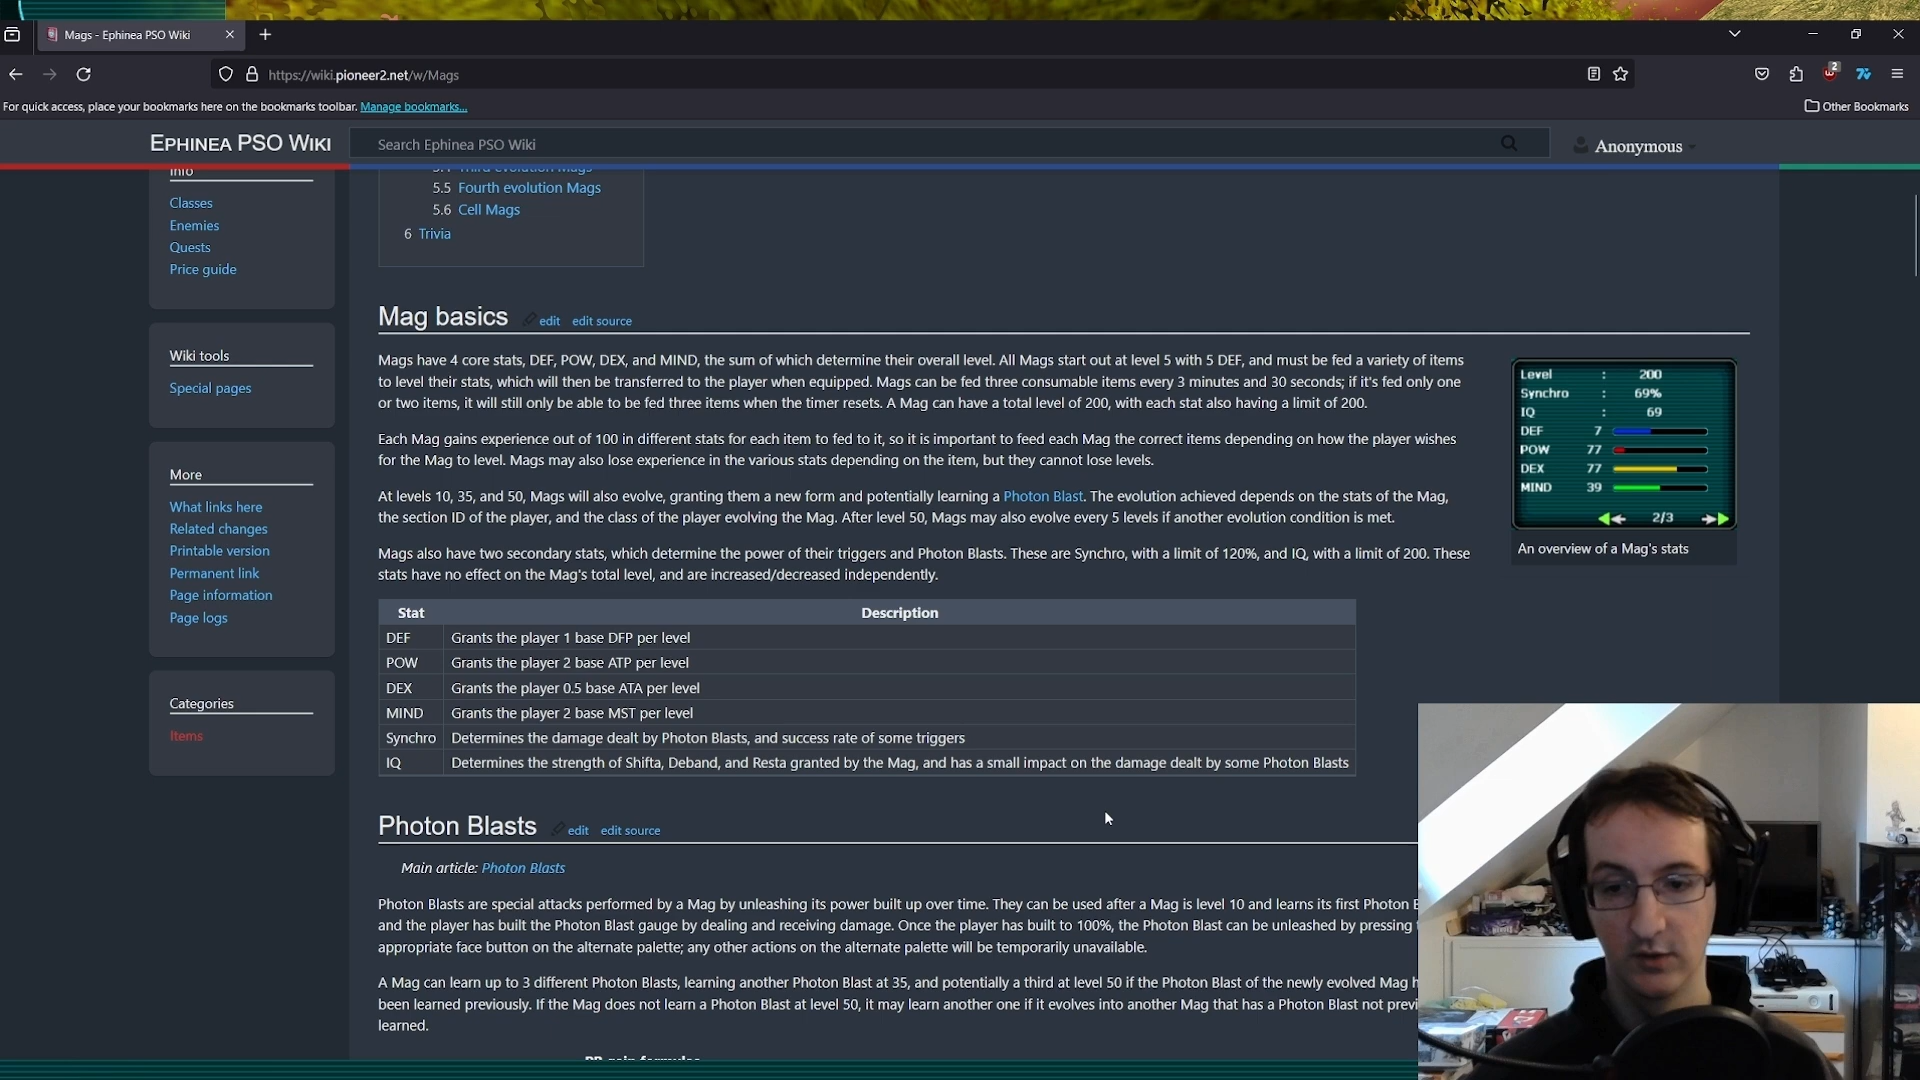 Mags - Ephinea PSO Wiki
https://wiki.pioneer2.net/w/Mags
2
For quick access, place your bookmarks here on the bookmarks toolbar. Manage bookmarks...
Other Bookmarks
EPHINEA PSO WIKI
Search Ephinea PSO Wiki
Anonymous
Info
Classes
Enemies
Quests
Price guide
Wiki tools
Special pages
More
What links here
Related changes
Printable version
Permanent link
Page information
Page logs
Categories
Items
5.5 Fourth evolution Mags
5.6 Cell Mags
6 Trivia
Mag basics edit edit source
Mags have 4 core stats, DEF, POW, DEX, and MIND, the sum of which determine their overall level. All Mags start out at level 5 with 5 DEF, and must be fed a variety of items
to level their stats, which will then be transferred to the player when equipped. Mags can be fed three consumable items every 3 minutes and 30 seconds; if it's fed only one
or two items, it will still only be able to be fed three items when the timer resets. A Mag can have a total level of 200, with each stat also having a limit of 200.
Each Mag gains experience out of 100 in different stats for each item to fed to it, so it is important to feed each Mag the correct items depending on how the player wishes
for the Mag to level. Mags may also lose experience in the various stats depending on the item, but they cannot lose levels.
At levels 10, 35, and 50, Mags will also evolve, granting them a new form and potentially learning a Photon Blast. The evolution achieved depends on the stats of the Mag,
the section ID of the player, and the class of the player evolving the Mag. After level 50, Mags may also evolve every 5 levels if another evolution condition is met.
Mags also have two secondary stats, which determine the power of their triggers and Photon Blasts. These are Synchro, with a limit of 120%, and IQ, with a limit of 200. These
stats have no effect on the Mag's total level, and are increased/decreased independently.
Level : 200
Synchro : 69%
IQ : 69
DEF 7
POW 77
DEX 77
MIND 39
2/3
An overview of a Mag's stats
Stat Description
DEF Grants the player 1 base DFP per level
POW Grants the player 2 base ATP per level
DEX Grants the player 0.5 base ATA per level
MIND Grants the player 2 base MST per level
Synchro Determines the damage dealt by Photon Blasts, and success rate of some triggers
IQ Determines the strength of Shifta, Deband, and Resta granted by the Mag, and has a small impact on the damage dealt by some Photon Blasts
Photon Blasts edit edit source
Main article: Photon Blasts
Photon Blasts are special attacks performed by a Mag by unleashing its power built up over time. They can be used after a Mag is level 10 and learns its first Photon
and the player has built the Photon Blast gauge by dealing and receiving damage. Once the player has built to 100%, the Photon Blast can be unleashed by pressing
appropriate face button on the alternate palette; any other actions on the alternate palette will be temporarily unavailable.
A Mag can learn up to 3 different Photon Blasts, learning another Photon Blast at 35, and potentially a third at level 50 if the Photon Blast of the newly evolved Mag
been learned previously. If the Mag does not learn a Photon Blast at level 50, it may learn another one if it evolves into another Mag that has a Photon Blast not
learned.